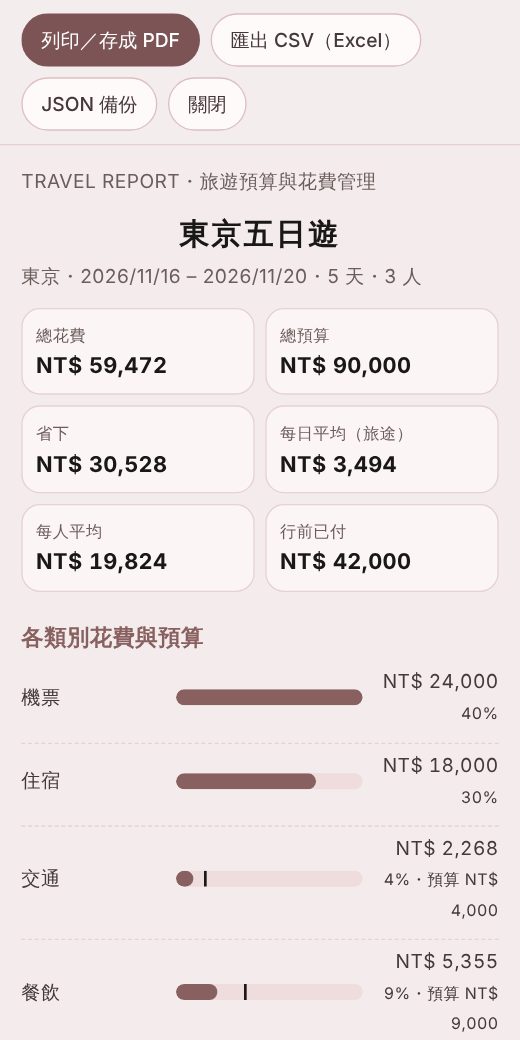 列印／存成 PDF
匯出 CSV（Excel）
JSON 備份
關閉
TRAVEL REPORT・旅遊預算與花費管理
東京五日遊
東京・2026/11/16 – 2026/11/20・5 天・3 人
總花費
NT$ 59,472
總預算
NT$ 90,000
省下
NT$ 30,528
每日平均（旅途）
NT$ 3,494
每人平均
NT$ 19,824
行前已付
NT$ 42,000
各類別花費與預算
機票
NT$ 24,000
40%
住宿
NT$ 18,000
30%
交通
NT$ 2,268
4%・預算 NT$
4,000
餐飲
NT$ 5,355
9%・預算 NT$
9,000